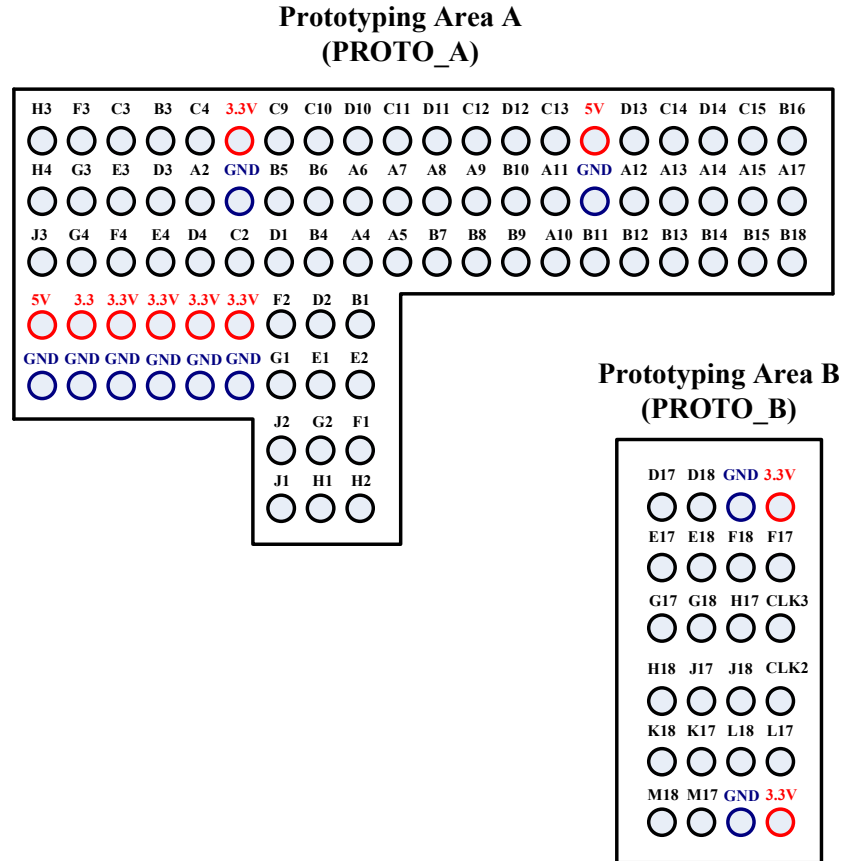 Prototyping Area A
(PROTO_A)
H3 F3 C3 B3 C4 3.3V C9 C10 D10 C11 D11 C12 D12 C13 5V D13 C14 D14 C15 B16
H4 G3 E3 D3 A2 GND B5 B6 A6 A7 A8 A9 B10 A11 GND A12 A13 A14 A15 A17
J3 G4 F4 E4 D4 C2 D1 B4 A4 A5 B7 B8 B9 A10 B11 B12 B13 B14 B15 B18
5V 3.3 3.3V 3.3V 3.3V 3.3V F2 D2 B1
GND GND GND GND GND GND G1 E1 E2
J2 G2 F1
J1 H1 H2
Prototyping Area B
(PROTO_B)
D17 D18 GND 3.3V
E17 E18 F18 F17
G17 G18 H17 CLK3
H18 J17 J18 CLK2
K18 K17 L18 L17
M18 M17 GND 3.3V